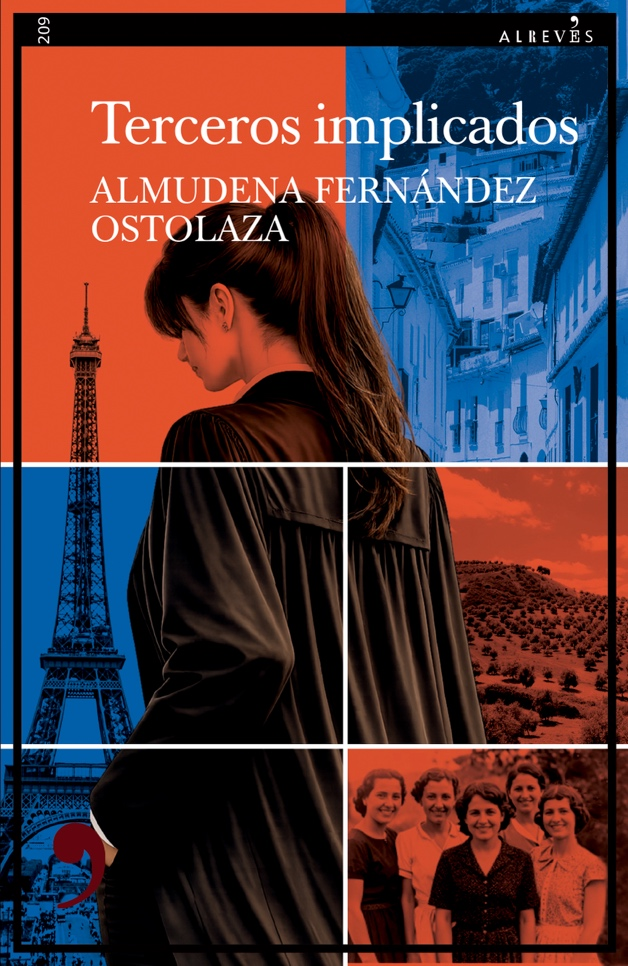 209
ALREVÉS
Terceros implicados
ALMUDENA FERNÁNDEZ
OSTOLAZA